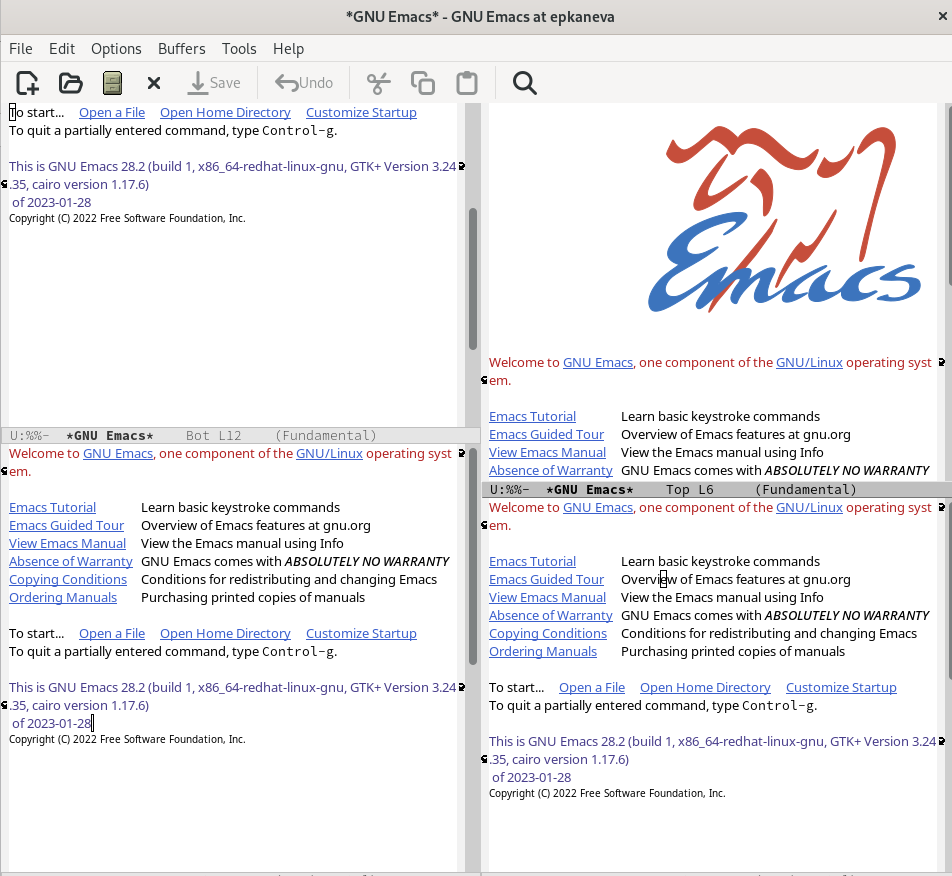 *GNU Emacs* - GNU Emacs at epkaneva
File Edit Options Buffers Tools Help
Save Undo
To start... Open a File Open Home Directory Customize Startup
To quit a partially entered command, type Control-g.
This is GNU Emacs 28.2 (build 1, x86_64-redhat-linux-gnu, GTK+ Version 3.24
.35, cairo version 1.17.6)
of 2023-01-28
Copyright (C) 2022 Free Software Foundation, Inc.
U:%%- *GNU Emacs* Bot L12 (Fundamental)
Welcome to GNU Emacs, one component of the GNU/Linux operating syst
em.
Emacs Tutorial Learn basic keystroke commands
Emacs Guided Tour Overview of Emacs features at gnu.org
View Emacs Manual View the Emacs manual using Info
Absence of Warranty GNU Emacs comes with ABSOLUTELY NO WARRANTY
Copying Conditions Conditions for redistributing and changing Emacs
Ordering Manuals Purchasing printed copies of manuals
To start... Open a File Open Home Directory Customize Startup
To quit a partially entered command, type Control-g.
This is GNU Emacs 28.2 (build 1, x86_64-redhat-linux-gnu, GTK+ Version 3.24
.35, cairo version 1.17.6)
of 2023-01-28
Copyright (C) 2022 Free Software Foundation, Inc.
Emacs
Welcome to GNU Emacs, one component of the GNU/Linux operating syst
em.
Emacs Tutorial Learn basic keystroke commands
Emacs Guided Tour Overview of Emacs features at gnu.org
View Emacs Manual View the Emacs manual using Info
Absence of Warranty GNU Emacs comes with ABSOLUTELY NO WARRANTY
U:%%- *GNU Emacs* Top L6 (Fundamental)
Welcome to GNU Emacs, one component of the GNU/Linux operating syst
em.
Emacs Tutorial Learn basic keystroke commands
Emacs Guided Tour Overview of Emacs features at gnu.org
View Emacs Manual View the Emacs manual using Info
Absence of Warranty GNU Emacs comes with ABSOLUTELY NO WARRANTY
Copying Conditions Conditions for redistributing and changing Emacs
Ordering Manuals Purchasing printed copies of manuals
To start... Open a File Open Home Directory Customize Startup
To quit a partially entered command, type Control-g.
This is GNU Emacs 28.2 (build 1, x86_64-redhat-linux-gnu, GTK+ Version 3.24
.35, cairo version 1.17.6)
of 2023-01-28
Copyright (C) 2022 Free Software Foundation, Inc.